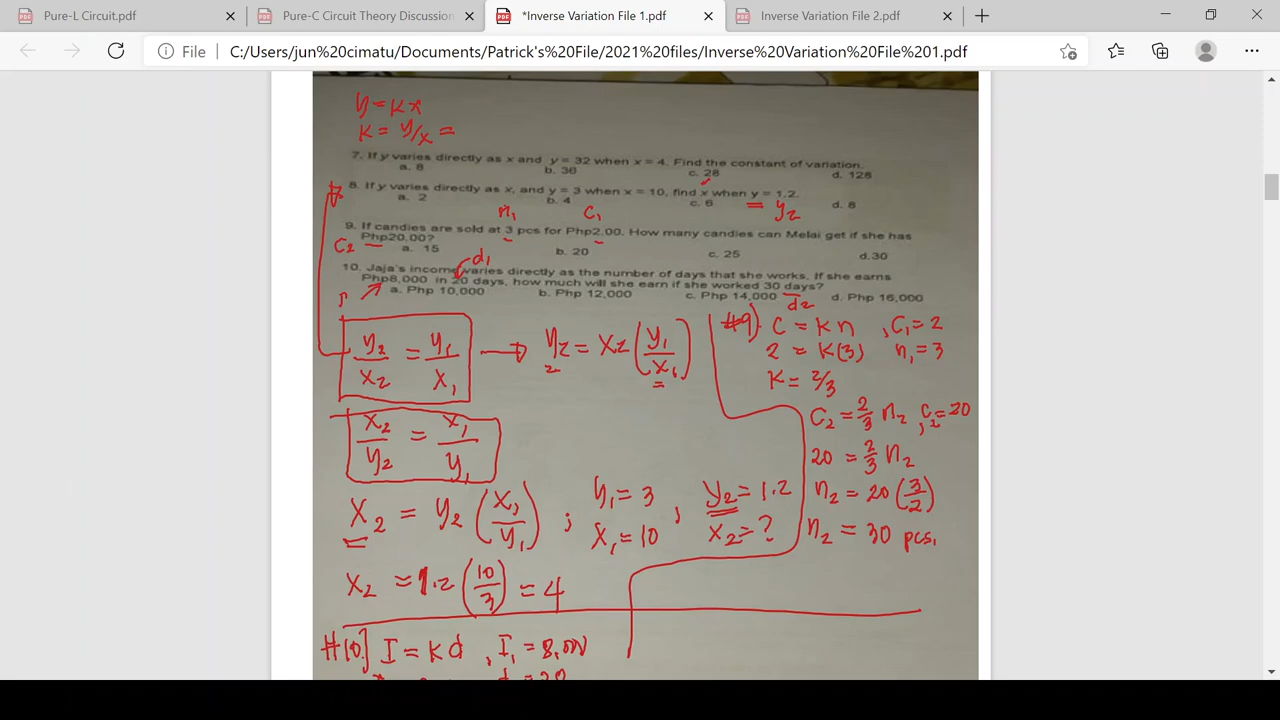 Pure-L Circuit.pdf
Pure-C Circuit Theory Discussion
*Inverse Variation File 1.pdf
Inverse Variation File 2.pdf
File C:/Users/jun%20cimatu/Documents/Patrick's%20File/2021%20files/Inverse%20Variation%20File%201.pdf
y = Kx
K = y/x =
7. If y varies directly as x and y = 32 when x = 4. Find the constant of variation.
a. 8 b. 36 c. 28 d. 128
8. If y varies directly as x, and y = 3 when x = 10, find x when y = 1.2.
a. 2 b. 4 c. 6 d. 8
= y2
n1 C1
9. If candies are sold at 3 pcs for Php2.00. How many candies can Melai get if she has
C2 Php20.00?
a. 15 b. 20 c. 25 d.30
d1
10. Jaja's income varies directly as the number of days that she works. If she earns
Php8,000 in 20 days, how much will she earn if she worked 30 days?
a. Php 10,000 b. Php 12,000 c. Php 14,000 d. Php 16,000
d2
y2/x2 = y1/x1 → y2 = x2 (y1/x1)
x2/y2 = x1/y1
x2 = y2 (x1/y1) ; y1 = 3 x1 = 10 ; y2 = 1.2 x2 = ?
x2 = 1.2 (10/3) = 4
#9) C = Kn , C1 = 2
2 = K(3) n1 = 3
K = 2/3
C2 = 2/3 n2 , C2 = 20
20 = 2/3 n2
n2 = 20 (3/2)
n2 = 30 pcs.
#10.] I = Kd , I1 = 8,000